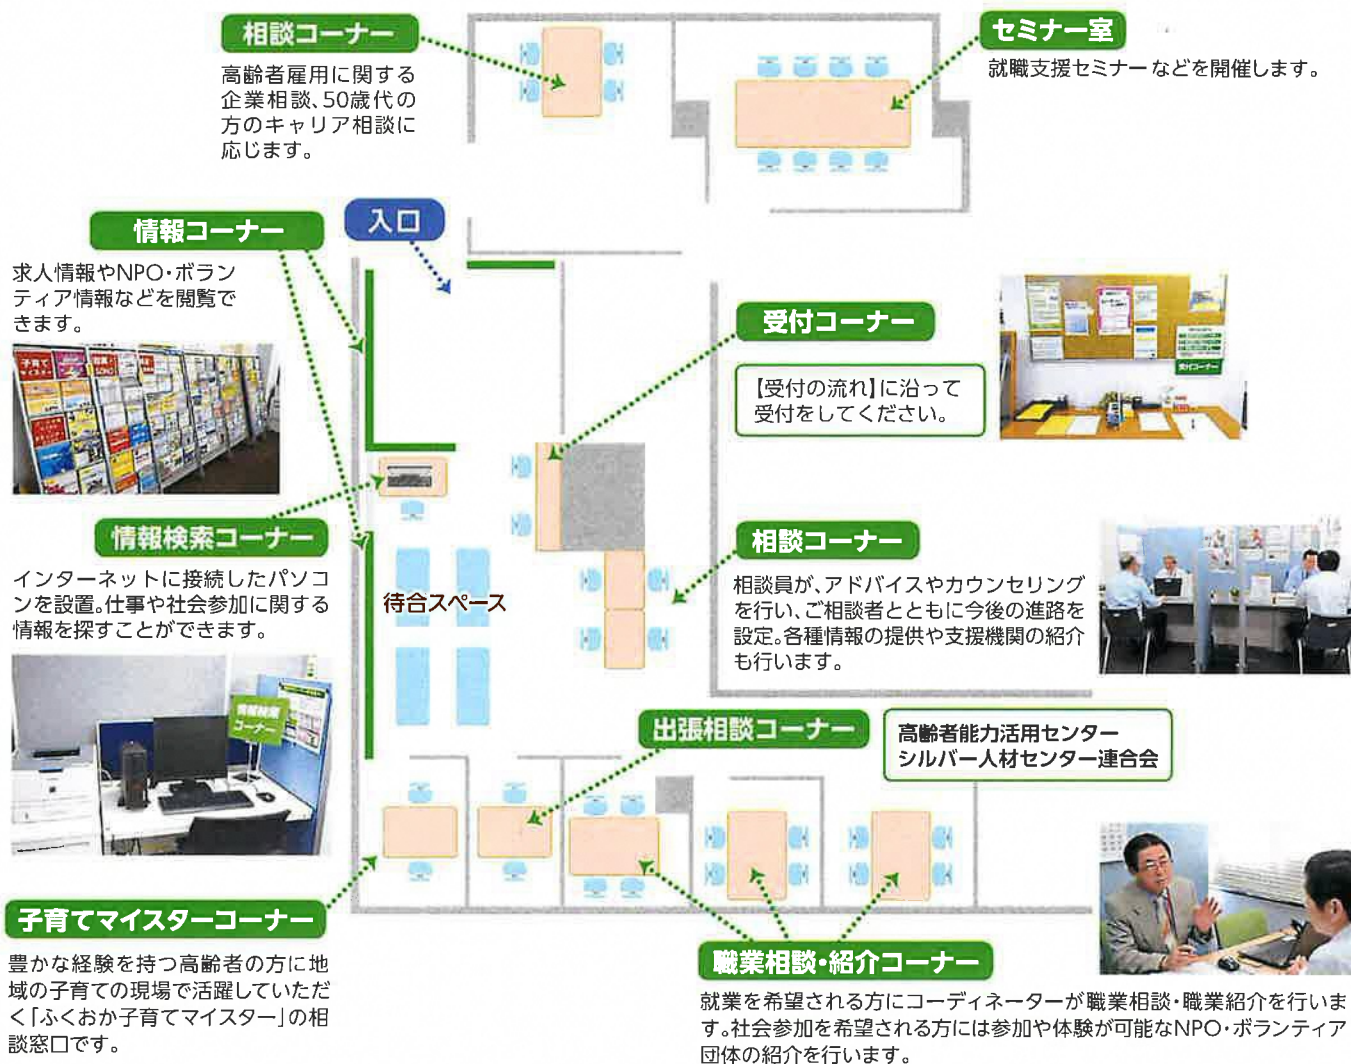 相談コーナー
高齢者雇用に関する
企業相談、50歳代の
方のキャリア相談に
応じます。
セミナー室
就職支援セミナーなどを開催します。
情報コーナー
求人情報やNPO・ボラン
ティア情報などを閲覧で
きます。
入口
子育て
受付コーナー
【受付の流れ】に沿って
受付をしてください。
受付コーナー
情報検索コーナー
インターネットに接続したパソコ
ンを設置。仕事や社会参加に関する
情報を探すことができます。
情報検索
コーナー
待合スペース
相談コーナー
相談員が、アドバイスやカウンセリング
を行い、ご相談者とともに今後の進路を
設定。各種情報の提供や支援機関の紹介
も行います。
出張相談コーナー
高齢者能力活用センター
シルバー人材センター連合会
子育てマイスターコーナー
豊かな経験を持つ高齢者の方に地
域の子育ての現場で活躍していただ
く「ふくおか子育てマイスター」の相
談窓口です。
職業相談・紹介コーナー
就業を希望される方にコーディネーターが職業相談・職業紹介を行いま
す。社会参加を希望される方には参加や体験が可能なNPO・ボランティア
団体の紹介を行います。